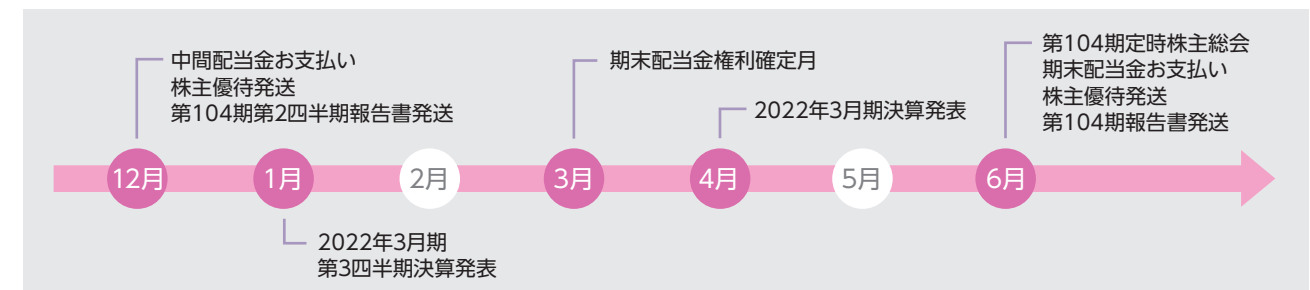 中間配当金お支払い
株主優待発送
第104期第2四半期報告書発送
期末配当金権利確定月
2022年3月期決算発表
第104期定時株主総会
期末配当金お支払い
株主優待発送
第104期報告書発送
12月
1月
2月
3月
4月
5月
6月
2022年3月期
第3四半期決算発表